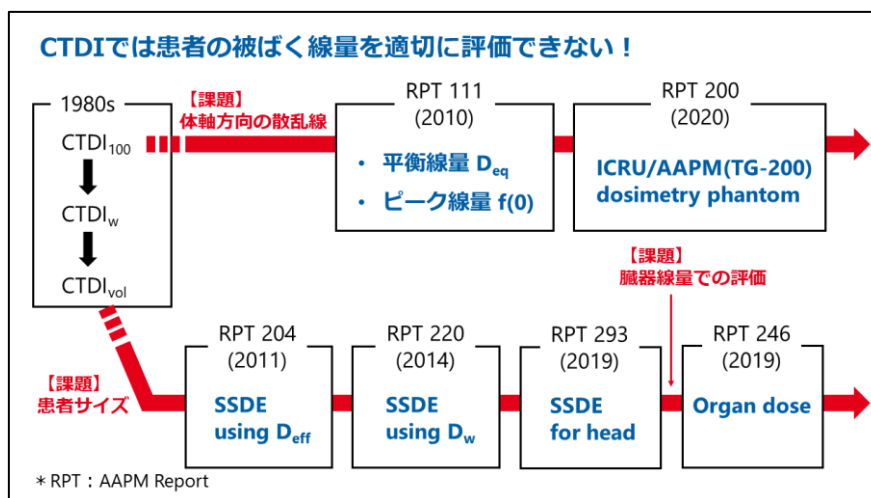 CTDIでは患者の被ばく線量を適切に評価できない！
1980s
CTDI100
CTDIw
CTDIvol
【課題】
体軸方向の散乱線
RPT 111
(2010)
・ 平衡線量 Deq
・ ピーク線量 f(0)
RPT 200
(2020)
ICRU/AAPM(TG-200)
dosimetry phantom
【課題】
臓器線量での評価
【課題】
患者サイズ
RPT 204
(2011)
SSDE
using Deff
RPT 220
(2014)
SSDE
using Dw
RPT 293
(2019)
SSDE
for head
RPT 246
(2019)
Organ dose
* RPT：AAPM Report